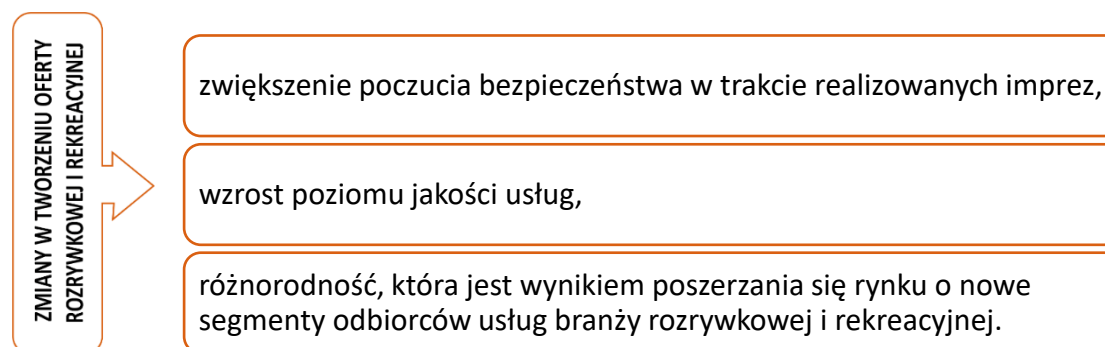 ZMIANY W TWORZENIU OFERTY
ROZRYWKOWEJ I REKREACYJNEJ
zwiększenie poczucia bezpieczeństwa w trakcie realizowanych imprez,
wzrost poziomu jakości usług,
różnorodność, która jest wynikiem poszerzania się rynku o nowe
segmenty odbiorców usług branży rozrywkowej i rekreacyjnej.